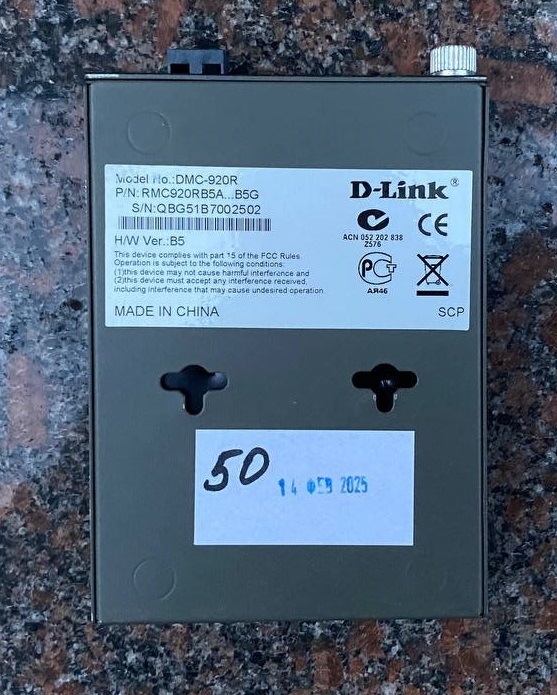 Model No.:DMC-920R
P/N: RMC920RB5A...B5G
S/N:QBG51B7002502
H/W Ver.:B5
This device complies with part 15 of the FCC Rules.
Operation is subject to the following conditions:
(1)this device may not cause harmful interference and
(2)this device must accept any interference received,
including interference that may cause undesired operation.
MADE IN CHINA
D-Link®
CE
ACN 052 202 838
Z576
АЯ46
SCP
50
14 ФЕВ 2025